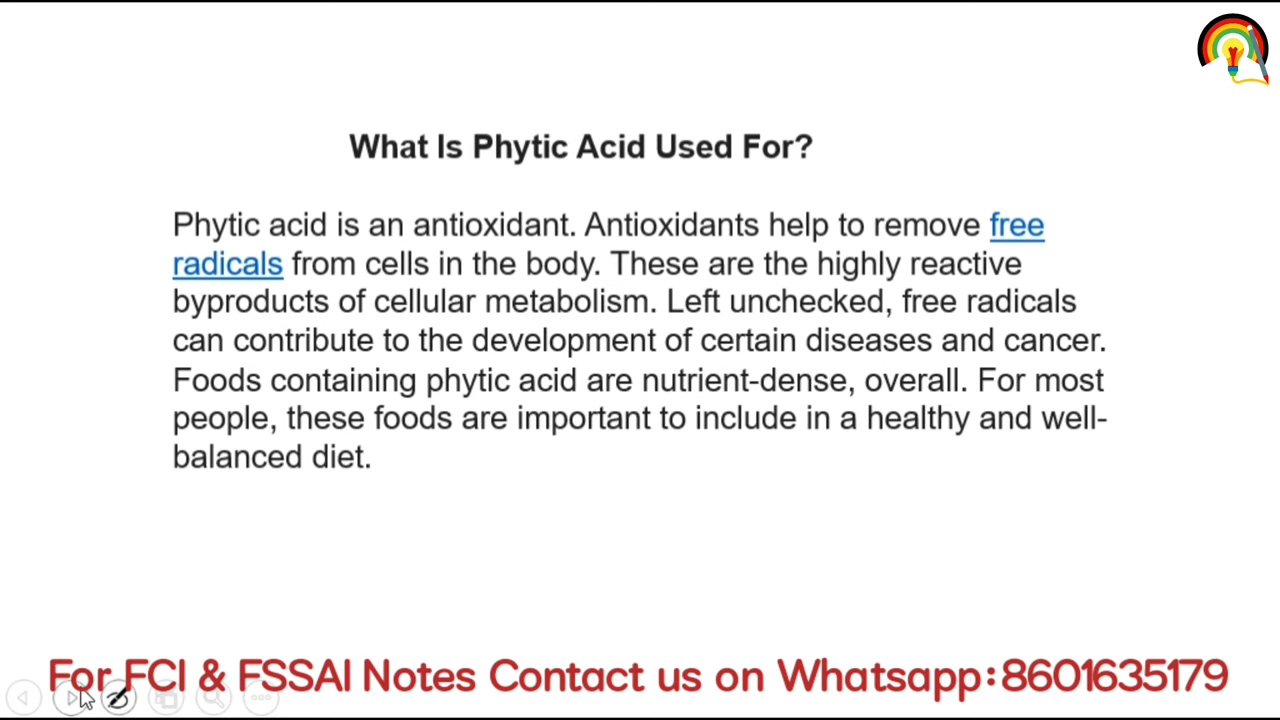 What Is Phytic Acid Used For?
Phytic acid is an antioxidant. Antioxidants help to remove free
radicals from cells in the body. These are the highly reactive
byproducts of cellular metabolism. Left unchecked, free radicals
can contribute to the development of certain diseases and cancer.
Foods containing phytic acid are nutrient-dense, overall. For most
people, these foods are important to include in a healthy and well-
balanced diet.
For FCI & FSSAI Notes Contact us on Whatsapp:8601635179